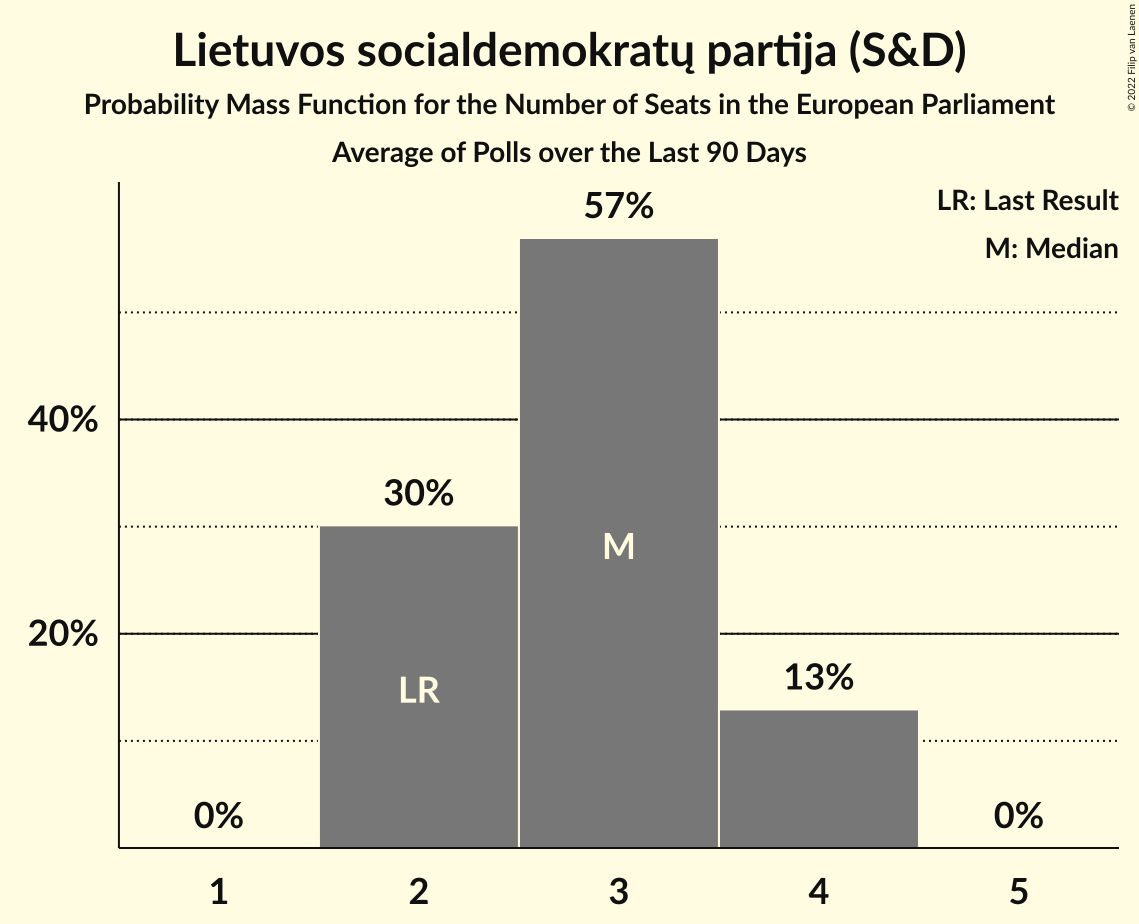 Lietuvos socialdemokratų partija (S&D)
Probability Mass Function for the Number of Seats in the European Parliament
Average of Polls over the Last 90 Days
© 2022 Filip van Laenen
LR: Last Result
M: Median
57%
40%
30%
M
20%
13%
LR
0%
0%
1 2 3 4 5